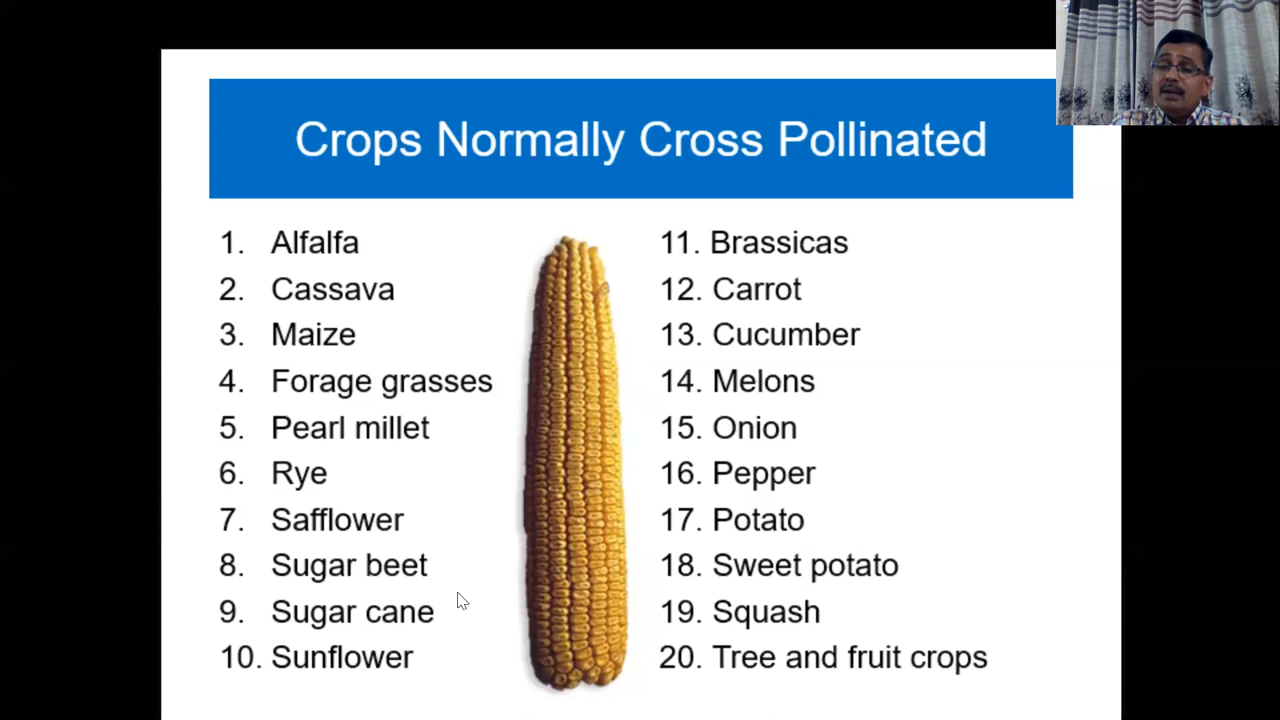 Crops Normally Cross Pollinated
1. Alfalfa
2. Cassava
3. Maize
4. Forage grasses
5. Pearl millet
6. Rye
7. Safflower
8. Sugar beet
9. Sugar cane
10. Sunflower
11. Brassicas
12. Carrot
13. Cucumber
14. Melons
15. Onion
16. Pepper
17. Potato
18. Sweet potato
19. Squash
20. Tree and fruit crops